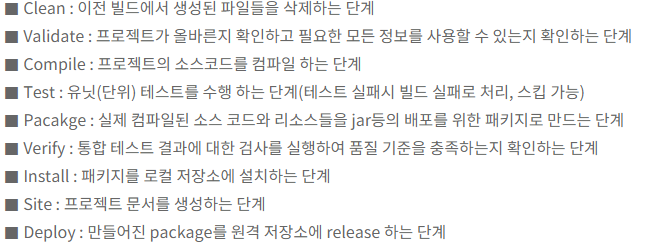 ■ Clean : 이전 빌드에서 생성된 파일들을 삭제하는 단계
■ Validate : 프로젝트가 올바른지 확인하고 필요한 모든 정보를 사용할 수 있는지 확인하는 단계
■ Compile : 프로젝트의 소스코드를 컴파일 하는 단계
■ Test : 유닛(단위) 테스트를 수행 하는 단계(테스트 실패시 빌드 실패로 처리, 스킵 가능)
■ Pacakge : 실제 컴파일된 소스 코드와 리소스들을 jar등의 배포를 위한 패키지로 만드는 단계
■ Verify : 통합 테스트 결과에 대한 검사를 실행하여 품질 기준을 충족하는지 확인하는 단계
■ Install : 패키지를 로컬 저장소에 설치하는 단계
■ Site : 프로젝트 문서를 생성하는 단계
■ Deploy : 만들어진 package를 원격 저장소에 release 하는 단계